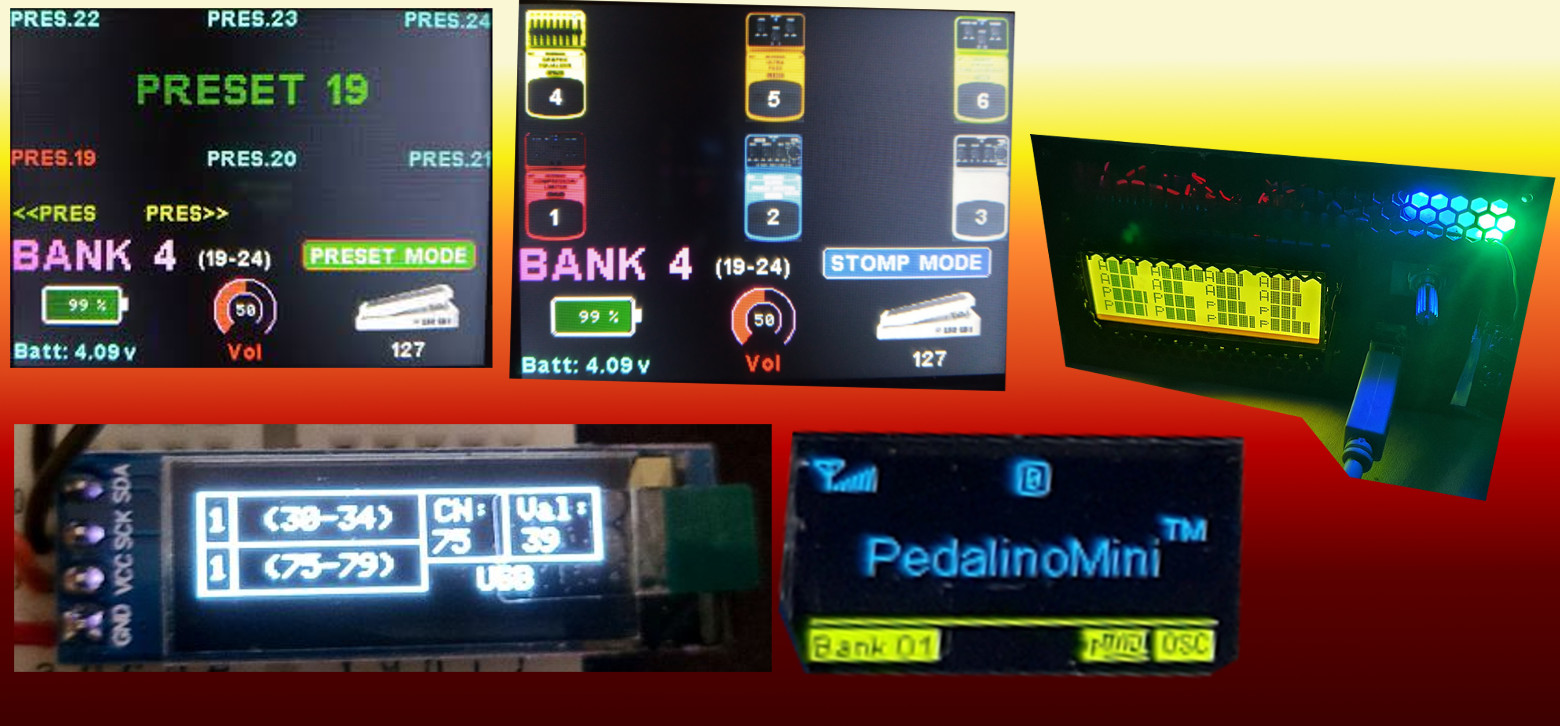 PRES.22 PRES.23 PRES.24
PRESET 19
PRES.19 PRES.20 PRES.21
<<PRES PRES>>
BANK 4 (19-24) PRESET MODE
99 % 50
Batt: 4.09 v Vol 127
4 5 6
1 2 3
BANK 4 (19-24) STOMP MODE
99 % 50
Batt: 4.09 v Vol 127
GND VCC SCK SDA
1 (30-34) CN: Val:
75 39
1 (75-79)
USB
PedalinoMini™
Bank 01 OSC